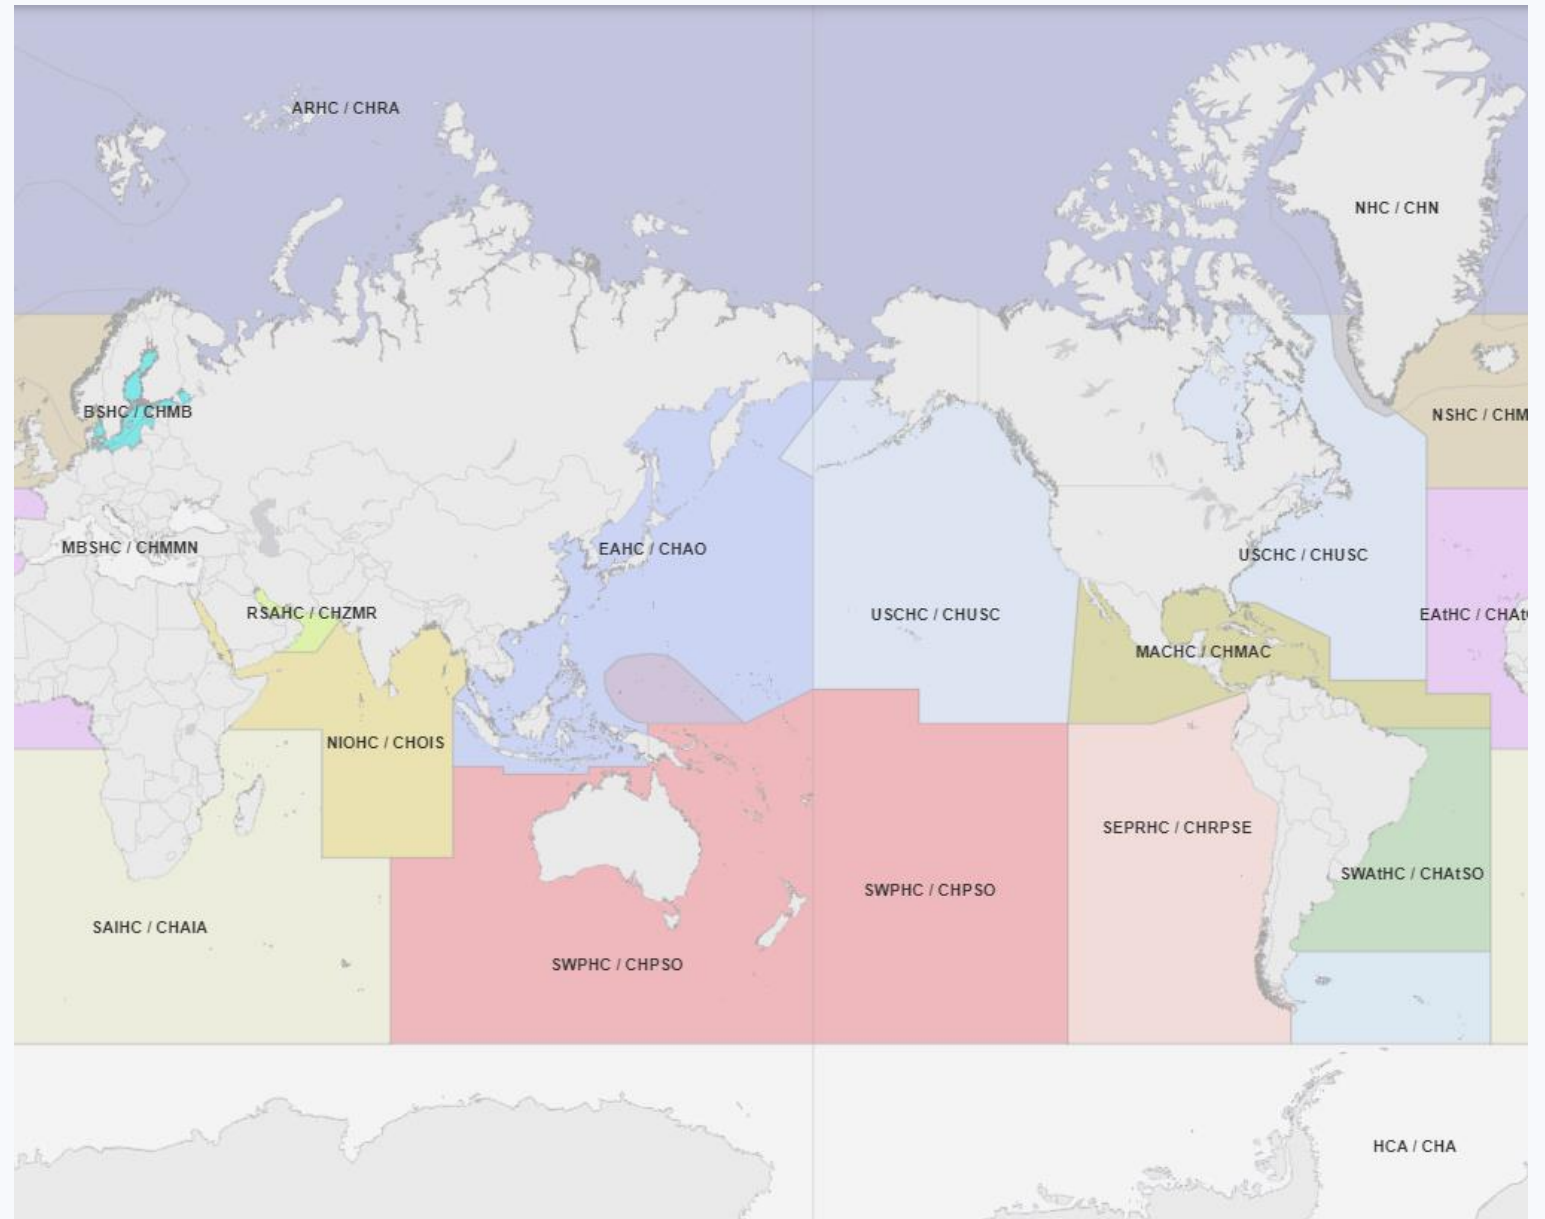 ARHC / CHRA
NHC / CHN
BSHC / CHMB
NSHC / CHM
MBSHC / CHMMN
EAHC / CHAO
USCHC / CHUSC
RSAHC / CHZMR
USCHC / CHUSC
EAtHC / CHAt
MACHC / CHMAC
NIOHC / CHOIS
SEPRHC / CHRPSE
SWAtHC / CHAtSO
SWPHC / CHPSO
SAIHC / CHAIA
SWPHC / CHPSO
HCA / CHA